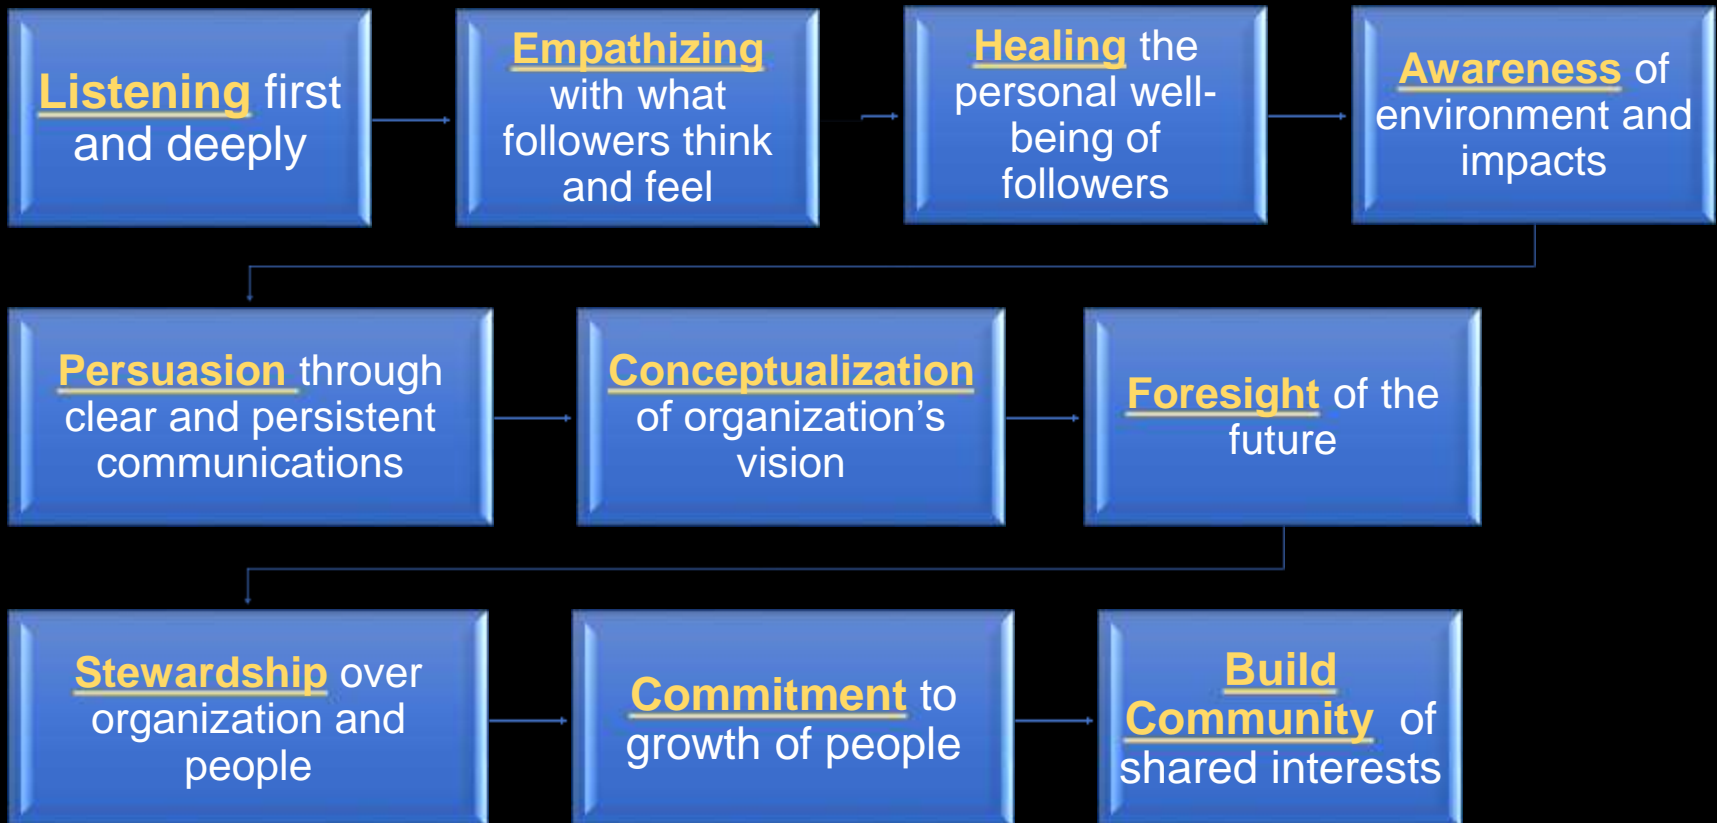 Listening first
and deeply
Empathizing
with what
followers think
and feel
Healing the
personal well-
being of
followers
Awareness of
environment and
impacts
Persuasion through
clear and persistent
communications
Conceptualization
of organization’s
vision
Foresight of the
future
Stewardship over
organization and
people
Commitment to
growth of people
Build
Community of
shared interests